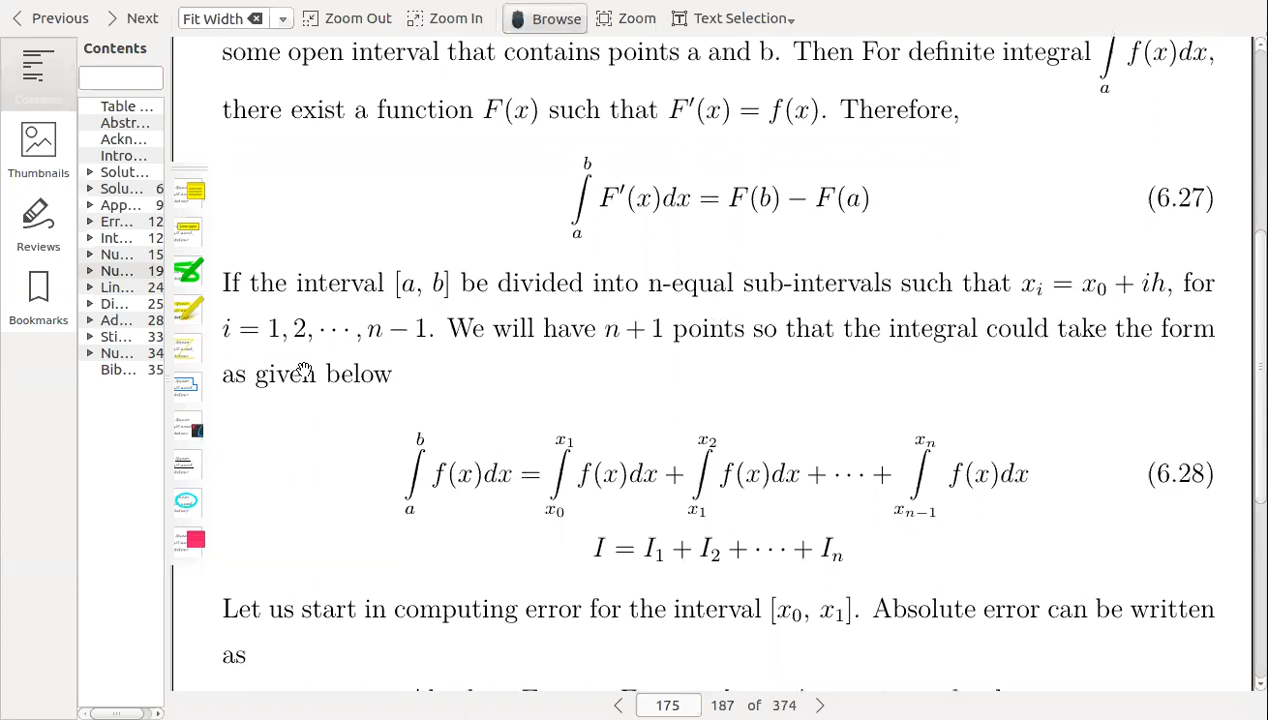 Previous Next Fit Width Zoom Out Zoom In Browse Zoom Text Selection
Contents
Thumbnails
Reviews
Bookmarks
Contents
Table ...
Abstr...
Ackn...
Intro...
Solut...
Solu... 6
App... 9
Err... 12
Int... 12
Nu... 15
Nu... 19
Lin... 24
Di... 25
Ad... 28
Sti... 33
Nu... 34
Bib... 35
some open interval that contains points a and b. Then For definite integral ∫_a f(x)dx,
there exist a function F(x) such that F′(x) = f(x). Therefore,
∫_a^b F′(x)dx = F(b) − F(a) (6.27)
If the interval [a, b] be divided into n-equal sub-intervals such that x_i = x_0 + ih, for
i = 1, 2, ⋯ , n − 1. We will have n + 1 points so that the integral could take the form
as given below
∫_a^b f(x)dx = ∫_{x_0}^{x_1} f(x)dx + ∫_{x_1}^{x_2} f(x)dx + ⋯ + ∫_{x_{n−1}}^{x_n} f(x)dx (6.28)
I = I_1 + I_2 + ⋯ + I_n
Let us start in computing error for the interval [x_0, x_1]. Absolute error can be written
as
175 187 of 374